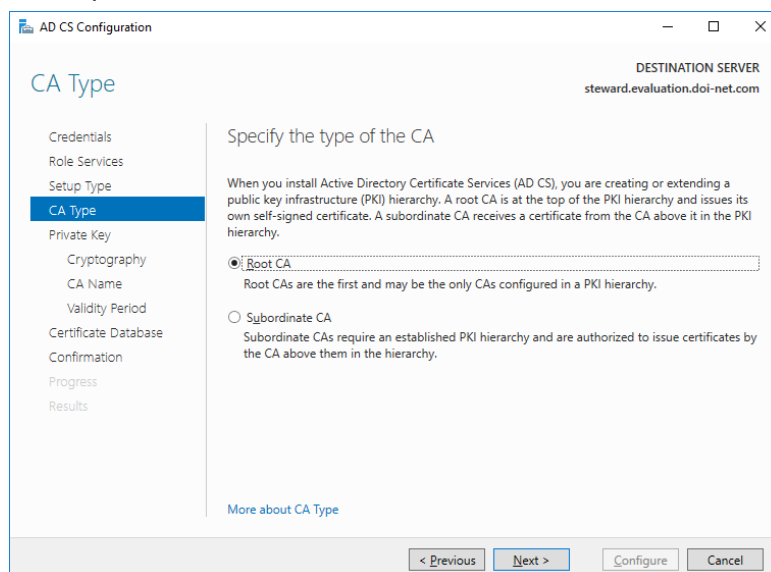 AD CS Configuration
CA Type
DESTINATION SERVER
steward.evaluation.doi-net.com
Credentials
Role Services
Setup Type
CA Type
Private Key
Cryptography
CA Name
Validity Period
Certificate Database
Confirmation
Progress
Results
Specify the type of the CA
When you install Active Directory Certificate Services (AD CS), you are creating or extending a
public key infrastructure (PKI) hierarchy. A root CA is at the top of the PKI hierarchy and issues its
own self-signed certificate. A subordinate CA receives a certificate from the CA above it in the PKI
hierarchy.
Root CA
Root CAs are the first and may be the only CAs configured in a PKI hierarchy.
Subordinate CA
Subordinate CAs require an established PKI hierarchy and are authorized to issue certificates by
the CA above them in the hierarchy.
More about CA Type
< Previous
Next >
Configure
Cancel